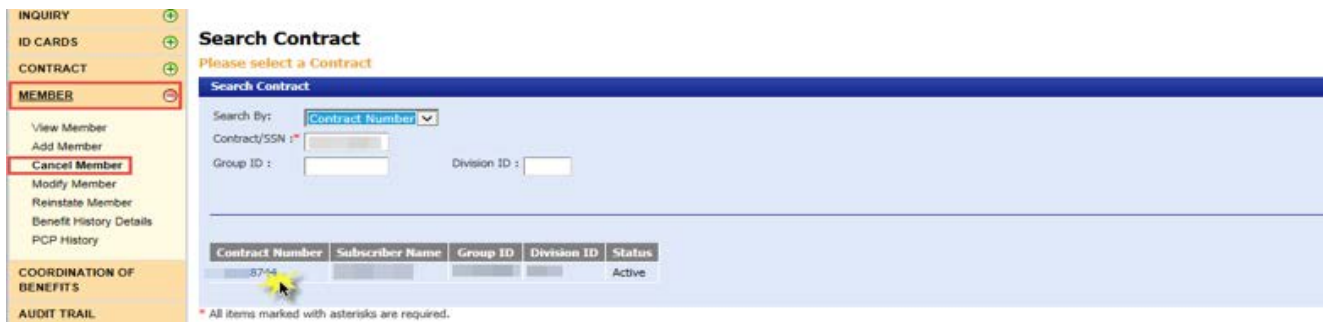 INQUIRY
ID CARDS
CONTRACT
MEMBER
View Member
Add Member
Cancel Member
Modify Member
Reinstate Member
Benefit History Details
PCP History
COORDINATION OF
BENEFITS
AUDIT TRAIL
Search Contract
Please select a Contract
Search Contract
Search By: Contract Number
Contract/SSN :*
Group ID : Division ID :
Contract Number Subscriber Name Group ID Division ID Status
8744 Active
* All items marked with asterisks are required.